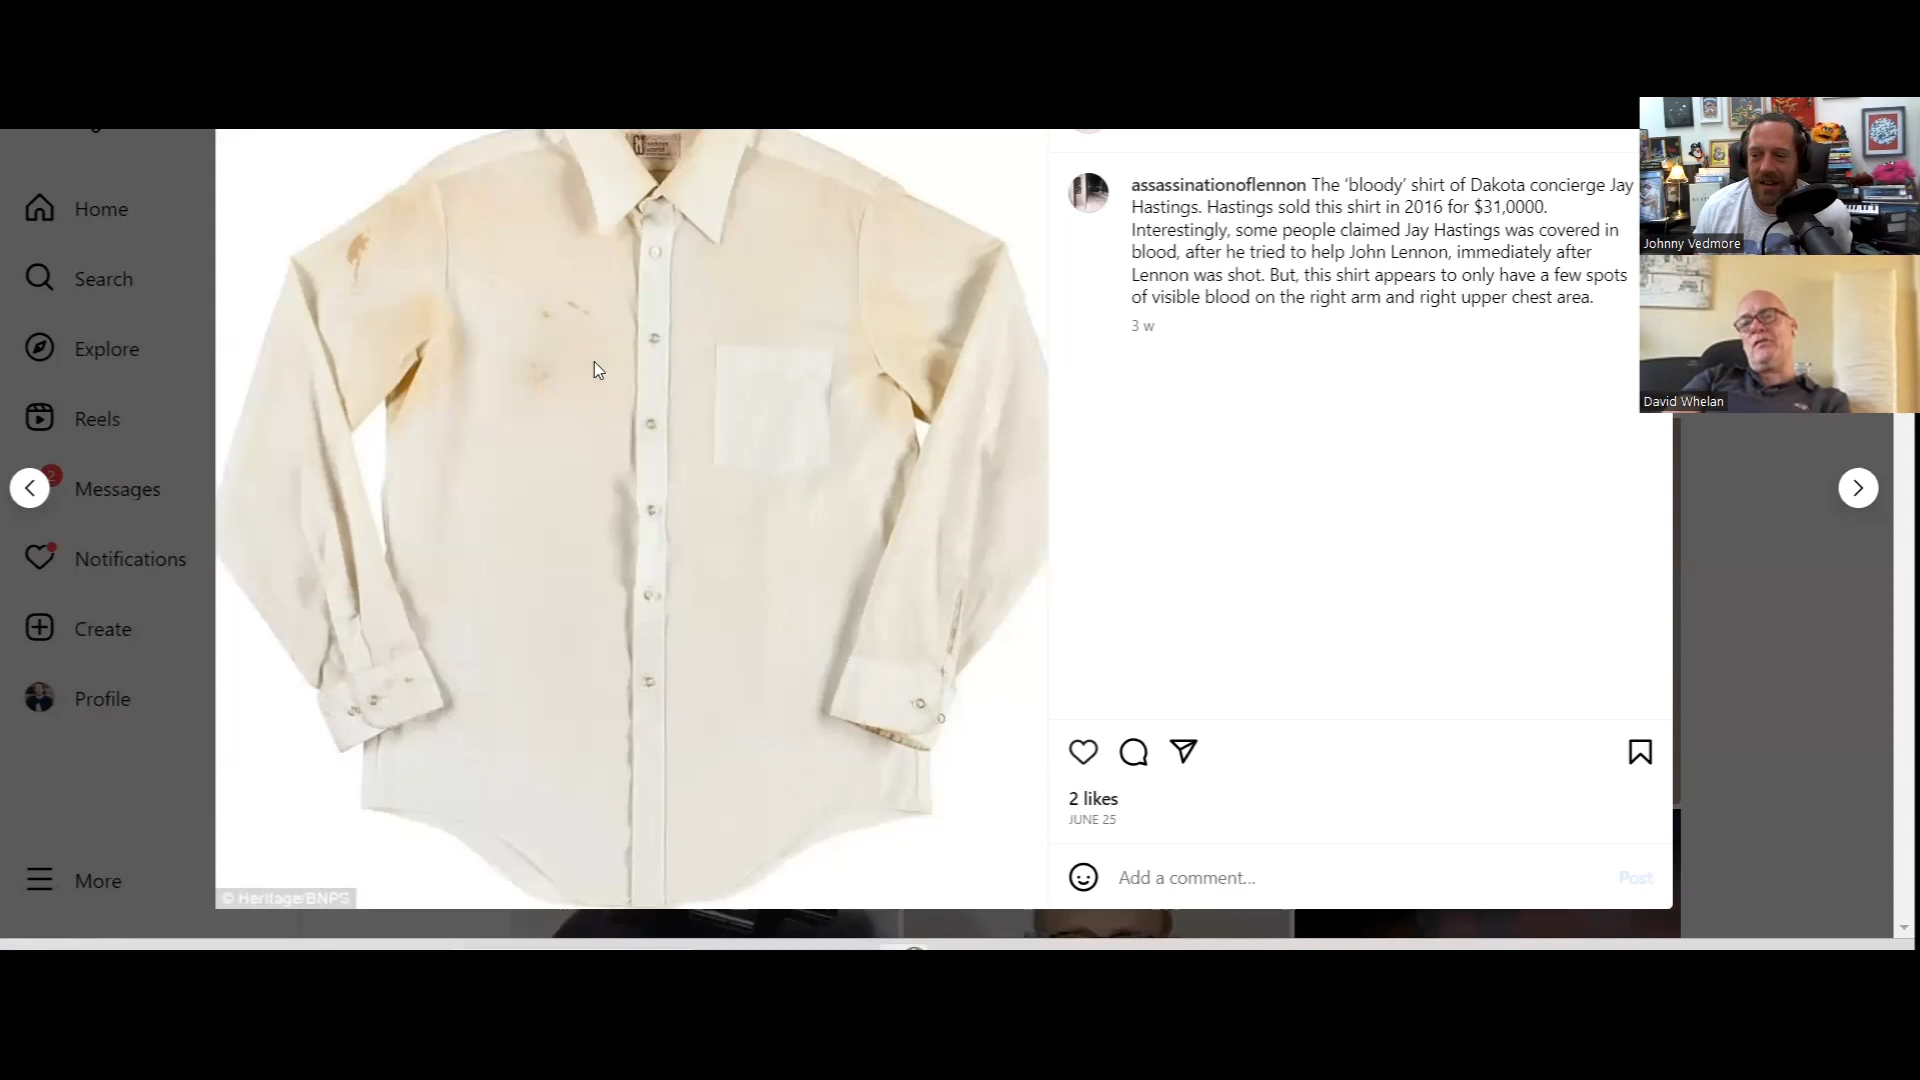 Home
Search
Explore
Reels
2
Messages
Notifications
Create
Profile
More
© Heritage/BNPS
assassinationoflennon The ‘bloody’ shirt of Dakota concierge Jay
Hastings. Hastings sold this shirt in 2016 for $31,0000.
Interestingly, some people claimed Jay Hastings was covered in
blood, after he tried to help John Lennon, immediately after
Lennon was shot. But, this shirt appears to only have a few spots
of visible blood on the right arm and right upper chest area.
3 w
2 likes
JUNE 25
Add a comment...
Post
Johnny Vedmore
David Whelan